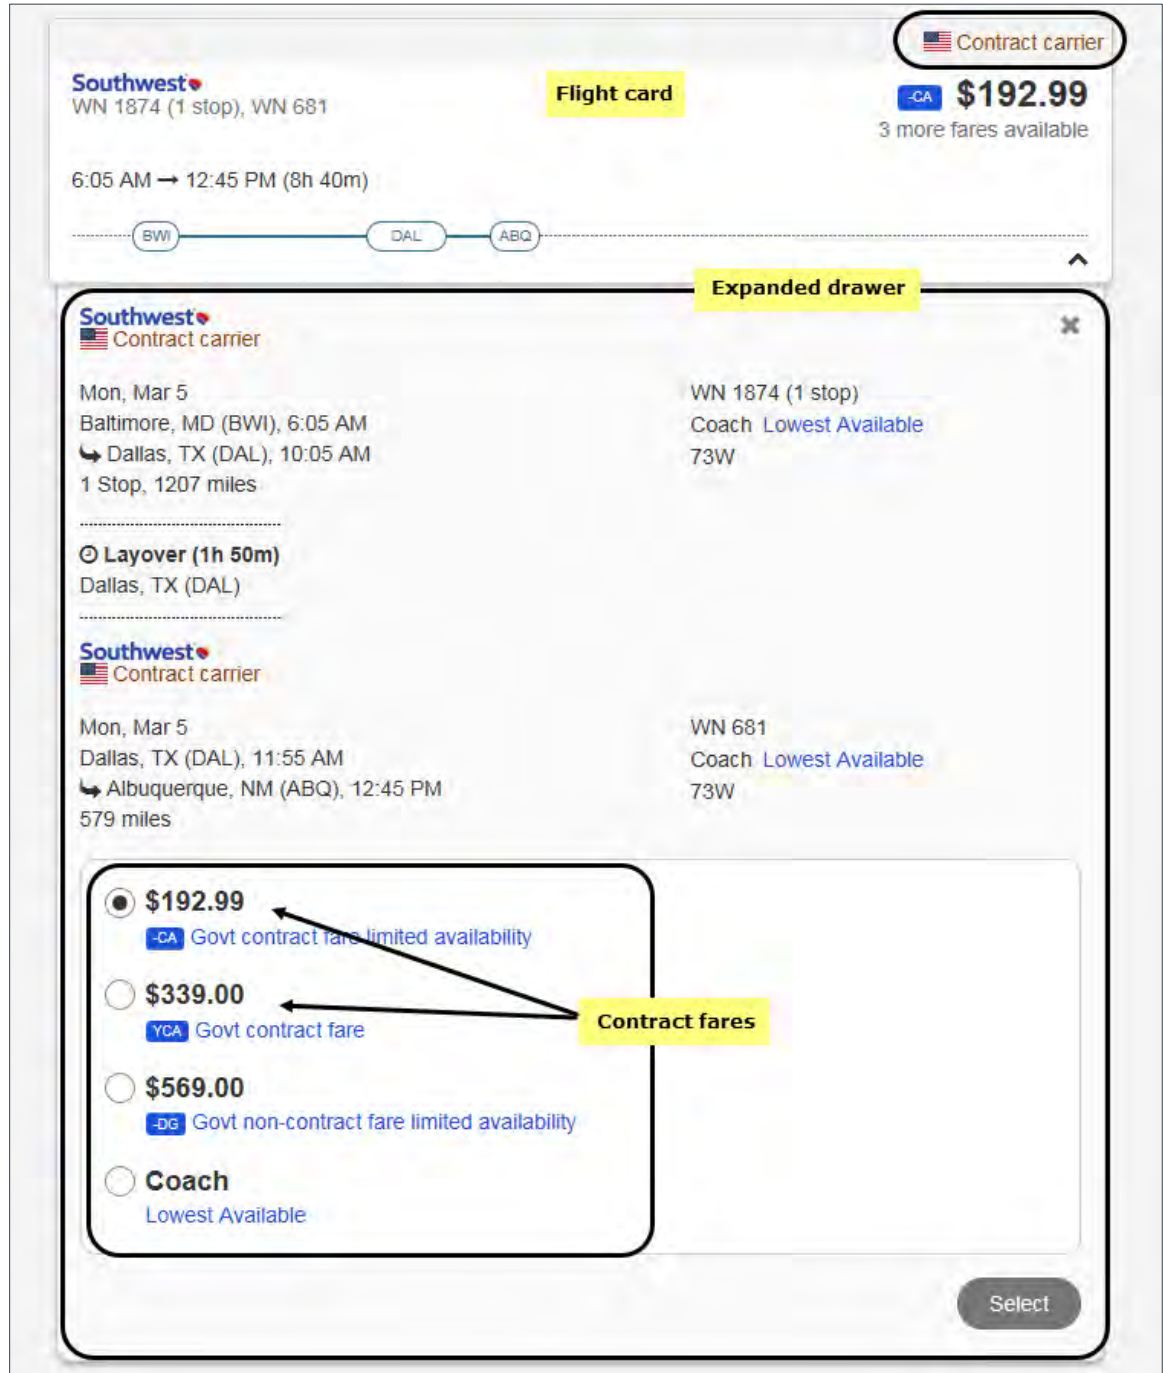 Contract carrier
Southwest
WN 1874 (1 stop), WN 681
Flight card
-CA $192.99
3 more fares available
6:05 AM → 12:45 PM (8h 40m)
BWI DAL ABQ
Expanded drawer
Southwest
Contract carrier
Mon, Mar 5
WN 1874 (1 stop)
Baltimore, MD (BWI), 6:05 AM
Coach Lowest Available
Dallas, TX (DAL), 10:05 AM
73W
1 Stop, 1207 miles
Layover (1h 50m)
Dallas, TX (DAL)
Southwest
Contract carrier
Mon, Mar 5
WN 681
Dallas, TX (DAL), 11:55 AM
Coach Lowest Available
Albuquerque, NM (ABQ), 12:45 PM
73W
579 miles
$192.99
-CA Govt contract fare limited availability
$339.00
YCA Govt contract fare
Contract fares
$569.00
-DG Govt non-contract fare limited availability
Coach
Lowest Available
Select